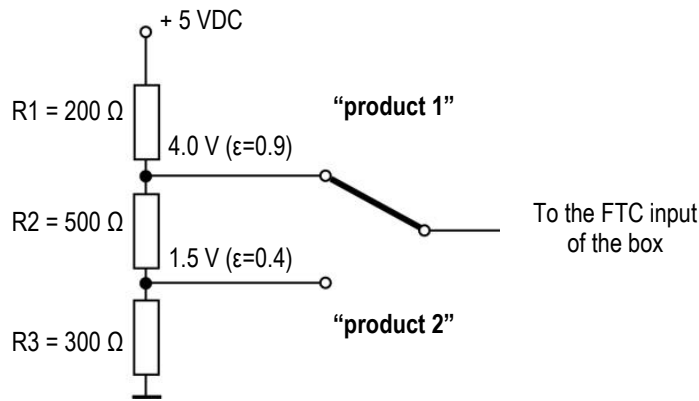 + 5 VDC
R1 = 200 Ω
“product 1”
4.0 V (ε=0.9)
R2 = 500 Ω
To the FTC input
of the box
1.5 V (ε=0.4)
“product 2”
R3 = 300 Ω